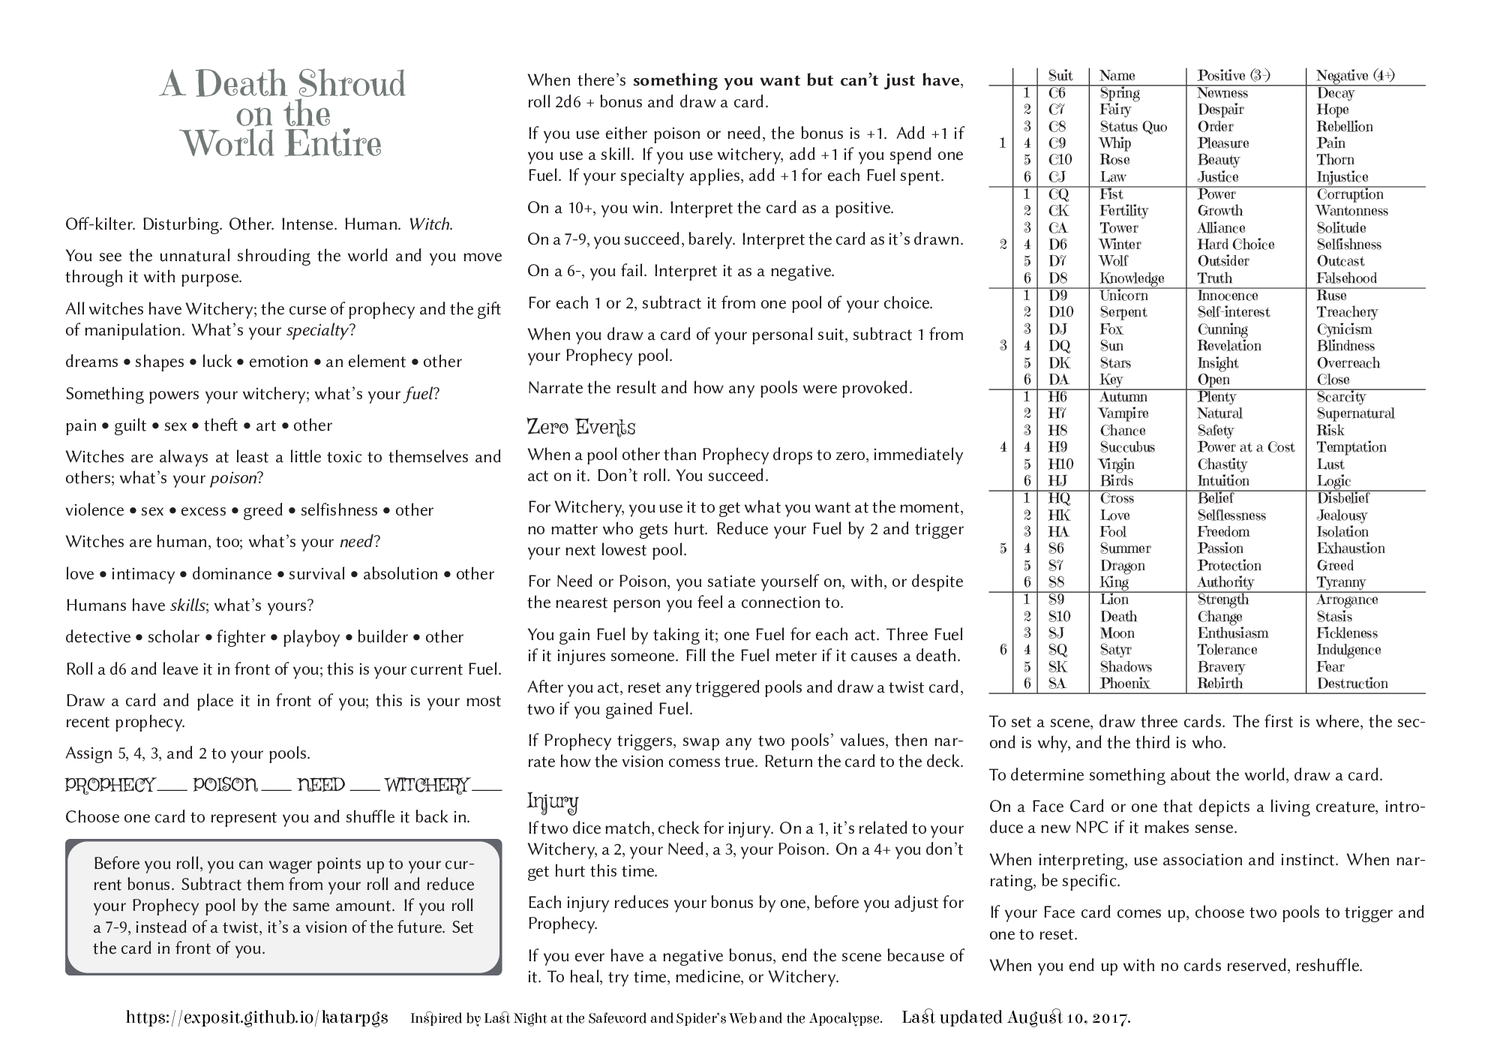 A Death Shroud
on the
World Entire
Off-kilter. Disturbing. Other. Intense. Human. Witch.
You see the unnatural shrouding the world and you move
through it with purpose.
All witches have Witchery; the curse of prophecy and the gift
of manipulation. What's your specialty?
dreams • shapes • luck • emotion • an element • other
Something powers your witchery; what's your fuel?
pain • guilt • sex • theft • art • other
Witches are always at least a little toxic to themselves and
others; what's your poison?
violence • sex • excess • greed • selfishness • other
Witches are human, too; what's your need?
love • intimacy • dominance • survival • absolution • other
Humans have skills; what's yours?
detective • scholar • fighter • playboy • builder • other
Roll a d6 and leave it in front of you; this is your current Fuel.
Draw a card and place it in front of you; this is your most
recent prophecy.
Assign 5, 4, 3, and 2 to your pools.
PROPHECY___ POISON___ NEED___ WITCHERY___
Choose one card to represent you and shuffle it back in.
Before you roll, you can wager points up to your cur-
rent bonus. Subtract them from your roll and reduce
your Prophecy pool by the same amount. If you roll
a 7-9, instead of a twist, it's a vision of the future. Set
the card in front of you.
When there's something you want but can't just have,
roll 2d6 + bonus and draw a card.
If you use either poison or need, the bonus is +1. Add +1 if
you use a skill. If you use witchery, add +1 if you spend one
Fuel. If your specialty applies, add +1 for each Fuel spent.
On a 10+, you win. Interpret the card as a positive.
On a 7-9, you succeed, barely. Interpret the card as it's drawn.
On a 6-, you fail. Interpret it as a negative.
For each 1 or 2, subtract it from one pool of your choice.
When you draw a card of your personal suit, subtract 1 from
your Prophecy pool.
Narrate the result and how any pools were provoked.
Zero Events
When a pool other than Prophecy drops to zero, immediately
act on it. Don't roll. You succeed.
For Witchery, you use it to get what you want at the moment,
no matter who gets hurt. Reduce your Fuel by 2 and trigger
your next lowest pool.
For Need or Poison, you satiate yourself on, with, or despite
the nearest person you feel a connection to.
You gain Fuel by taking it; one Fuel for each act. Three Fuel
if it injures someone. Fill the Fuel meter if it causes a death.
After you act, reset any triggered pools and draw a twist card,
two if you gained Fuel.
If Prophecy triggers, swap any two pools' values, then nar-
rate how the vision comess true. Return the card to the deck.
Injury
If two dice match, check for injury. On a 1, it's related to your
Witchery, a 2, your Need, a 3, your Poison. On a 4+ you don't
get hurt this time.
Each injury reduces your bonus by one, before you adjust for
Prophecy.
If you ever have a negative bonus, end the scene because of
it. To heal, try time, medicine, or Witchery.
Suit Name Positive (3-) Negative (4+)
1 C6 Spring Newness Decay
2 C7 Fairy Despair Hope
3 C8 Status Quo Order Rebellion
1 4 C9 Whip Pleasure Pain
5 C10 Rose Beauty Thorn
6 CJ Law Justice Injustice
1 CQ Fist Power Corruption
2 CK Fertility Growth Wantonness
3 CA Tower Alliance Solitude
2 4 D6 Winter Hard Choice Selfishness
5 D7 Wolf Outsider Outcast
6 D8 Knowledge Truth Falsehood
1 D9 Unicorn Innocence Ruse
2 D10 Serpent Self-interest Treachery
3 DJ Fox Cunning Cynicism
3 4 DQ Sun Revelation Blindness
5 DK Stars Insight Overreach
6 DA Key Open Close
1 H6 Autumn Plenty Scarcity
2 H7 Vampire Natural Supernatural
3 H8 Chance Safety Risk
4 4 H9 Succubus Power at a Cost Temptation
5 H10 Virgin Chastity Lust
6 HJ Birds Intuition Logic
1 HQ Cross Belief Disbelief
2 HK Love Selflessness Jealousy
3 HA Fool Freedom Isolation
5 4 S6 Summer Passion Exhaustion
5 S7 Dragon Protection Greed
6 S8 King Authority Tyranny
1 S9 Lion Strength Arrogance
2 S10 Death Change Stasis
3 SJ Moon Enthusiasm Fickleness
6 4 SQ Satyr Tolerance Indulgence
5 SK Shadows Bravery Fear
6 SA Phoenix Rebirth Destruction
To set a scene, draw three cards. The first is where, the sec-
ond is why, and the third is who.
To determine something about the world, draw a card.
On a Face Card or one that depicts a living creature, intro-
duce a new NPC if it makes sense.
When interpreting, use association and instinct. When nar-
rating, be specific.
If your Face card comes up, choose two pools to trigger and
one to reset.
When you end up with no cards reserved, reshuffle.
https://exposit.github.io/katarpgs Inspired by Last Night at the Safeword and Spider's Web and the Apocalypse. Last updated August 10, 2017.